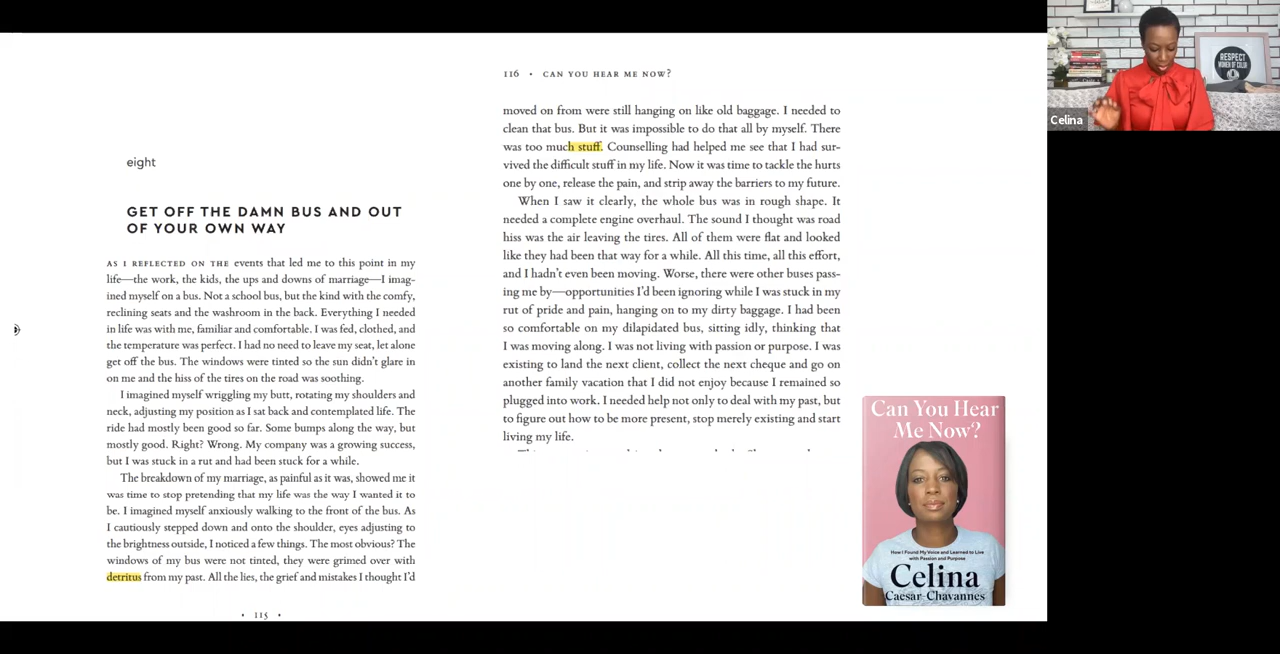 eight
GET OFF THE DAMN BUS AND OUT
OF YOUR OWN WAY
AS I REFLECTED ON THE events that led me to this point in my
life—the work, the kids, the ups and downs of marriage—I imag-
ined myself on a bus. Not a school bus, but the kind with the comfy,
reclining seats and the washroom in the back. Everything I needed
in life was with me, familiar and comfortable. I was fed, clothed, and
the temperature was perfect. I had no need to leave my seat, let alone
get off the bus. The windows were tinted so the sun didn't glare in
on me and the hiss of the tires on the road was soothing.
I imagined myself wriggling my butt, rotating my shoulders and
neck, adjusting my position as I sat back and contemplated life. The
ride had mostly been good so far. Some bumps along the way, but
mostly good. Right? Wrong. My company was a growing success,
but I was stuck in a rut and had been stuck for a while.
The breakdown of my marriage, as painful as it was, showed me it
was time to stop pretending that my life was the way I wanted it to
be. I imagined myself anxiously walking to the front of the bus. As
I cautiously stepped down and onto the shoulder, eyes adjusting to
the brightness outside, I noticed a few things. The most obvious? The
windows of my bus were not tinted, they were grimed over with
detritus from my past. All the lies, the grief and mistakes I thought I'd
• 115 •
116 • CAN YOU HEAR ME NOW?
moved on from were still hanging on like old baggage. I needed to
clean that bus. But it was impossible to do that all by myself. There
was too much stuff. Counselling had helped me see that I had sur-
vived the difficult stuff in my life. Now it was time to tackle the hurts
one by one, release the pain, and strip away the barriers to my future.
When I saw it clearly, the whole bus was in rough shape. It
needed a complete engine overhaul. The sound I thought was road
hiss was the air leaving the tires. All of them were flat and looked
like they had been that way for a while. All this time, all this effort,
and I hadn't even been moving. Worse, there were other buses pass-
ing me by—opportunities I'd been ignoring while I was stuck in my
rut of pride and pain, hanging on to my dirty baggage. I had been
so comfortable on my dilapidated bus, sitting idly, thinking that
I was moving along. I was not living with passion or purpose. I was
existing to land the next client, collect the next cheque and go on
another family vacation that I did not enjoy because I remained so
plugged into work. I needed help not only to deal with my past, but
to figure out how to be more present, stop merely existing and start
living my life.
Can You Hear
Me Now?
How I Found My Voice and Learned to Live
with Passion and Purpose
Celina
Caesar-Chavannes
RESPECT
WOMEN OF COLOR
Celina